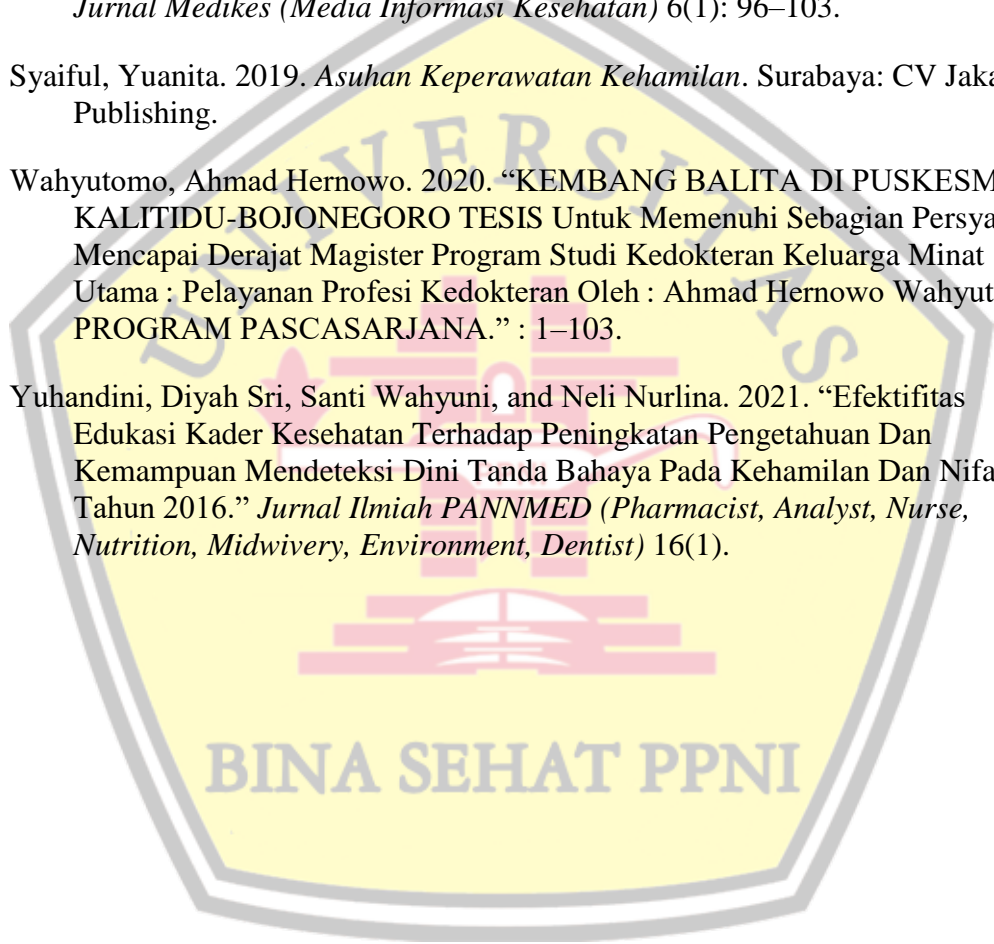 Jurnal Medikes (Media Informasi Kesehatan) 6(1): 96–103.
Syaiful, Yuanita. 2019. Asuhan Keperawatan Kehamilan. Surabaya: CV Jaka
Publishing.
Wahyutomo, Ahmad Hernowo. 2020. “KEMBANG BALITA DI PUSKESM
KALITIDU-BOJONEGORO TESIS Untuk Memenuhi Sebagian Persya
Mencapai Derajat Magister Program Studi Kedokteran Keluarga Minat
Utama : Pelayanan Profesi Kedokteran Oleh : Ahmad Hernowo Wahyut
PROGRAM PASCASARJANA.” : 1–103.
Yuhandini, Diyah Sri, Santi Wahyuni, and Neli Nurlina. 2021. “Efektifitas
Edukasi Kader Kesehatan Terhadap Peningkatan Pengetahuan Dan
Kemampuan Mendeteksi Dini Tanda Bahaya Pada Kehamilan Dan Nifa
Tahun 2016.” Jurnal Ilmiah PANNMED (Pharmacist, Analyst, Nurse,
Nutrition, Midwivery, Environment, Dentist) 16(1).
UNIVERSITAS
BINA SEHAT PPNI